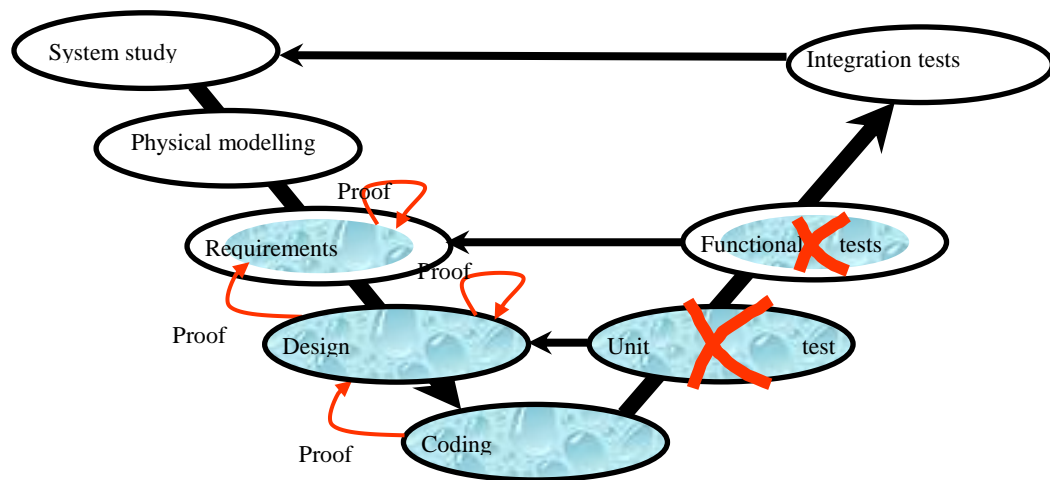 System study
Integration tests
Physical modelling
Proof
Requirements
Functional tests
Proof
Proof
Design
Unit test
Coding
Proof